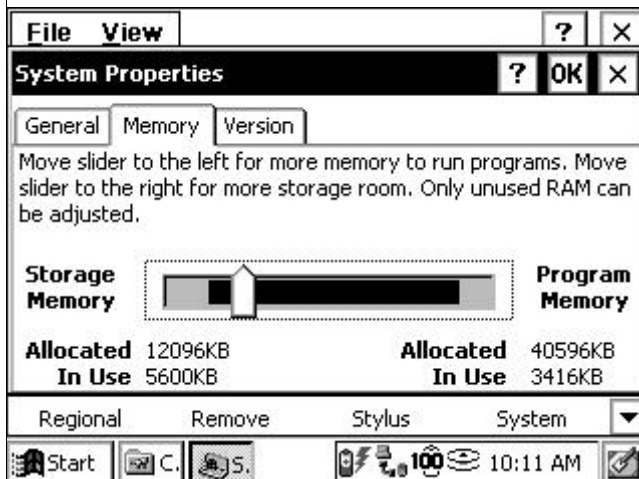 File View ? ×
System Properties ? OK ×
General Memory Version
Move slider to the left for more memory to run programs. Move
slider to the right for more storage room. Only unused RAM can
be adjusted.
Storage Memory
Program Memory
Allocated 12096KB Allocated 40596KB
In Use 5600KB In Use 3416KB
Regional Remove Stylus System
Start C. S. 100 10:11 AM